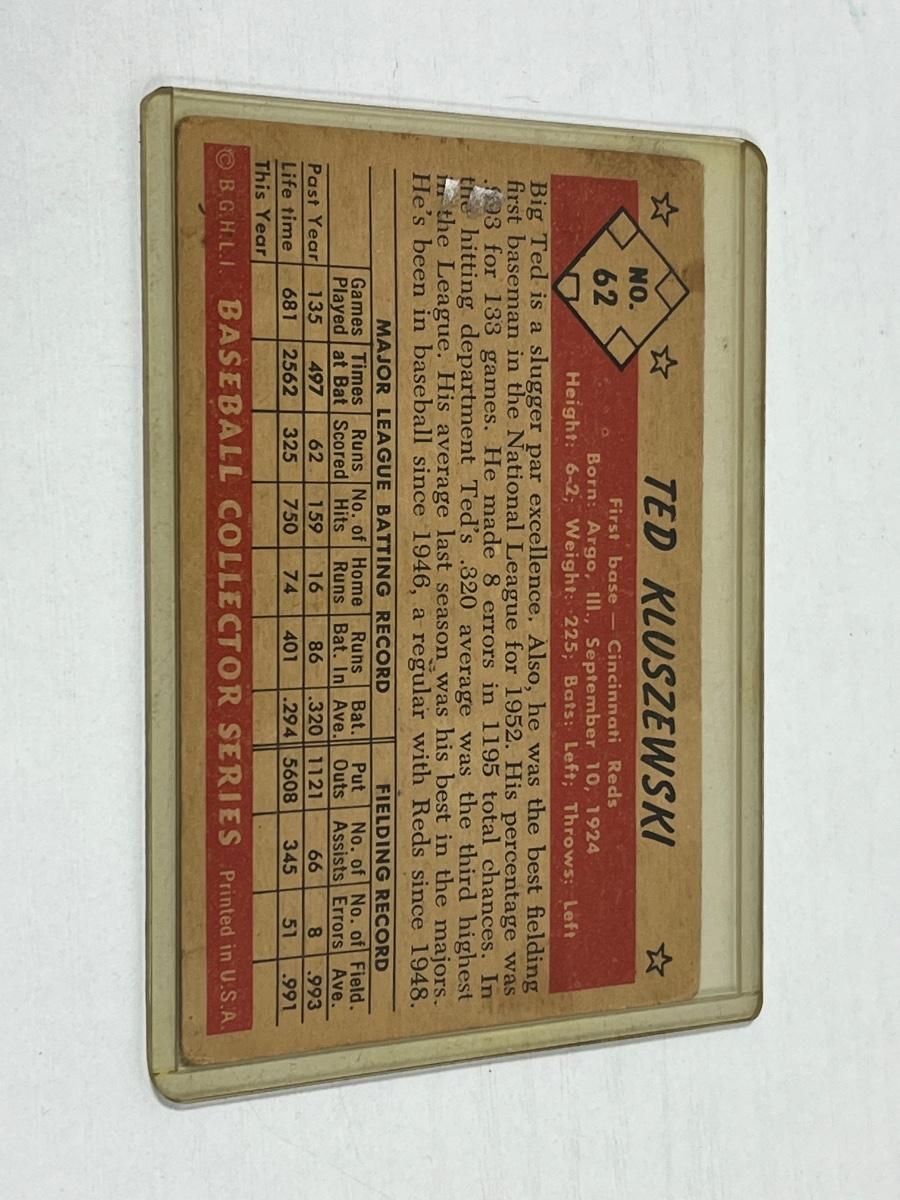 NO.
62
TED KLUSZEWSKI
First base — Cincinnati Reds
Born: Argo, Ill., September 10, 1924
Height: 6-2; Weight: 225; Bats: Left; Throws: Left
Big Ted is a slugger par excellence. Also, he was the best fielding
first baseman in the National League for 1952. His percentage was
.993 for 133 games. He made 8 errors in 1195 total chances. In
the hitting department Ted's .320 average was the third highest
in the League. His average last season was his best in the majors.
He's been in baseball since 1946, a regular with Reds since 1948.
MAJOR LEAGUE BATTING RECORD FIELDING RECORD
Games Times Runs No. of Home Runs Bat. Put No. of No. of Field.
Played at Bat Scored Hits Runs Bat. In Ave. Outs Assists Errors Ave.
Past Year 135 497 62 159 16 86 .320 1121 66 8 .993
Life time 681 2562 325 750 74 401 .294 5608 345 51 .991
This Year
© B.G.H.L.I. BASEBALL COLLECTOR SERIES Printed in U.S.A.